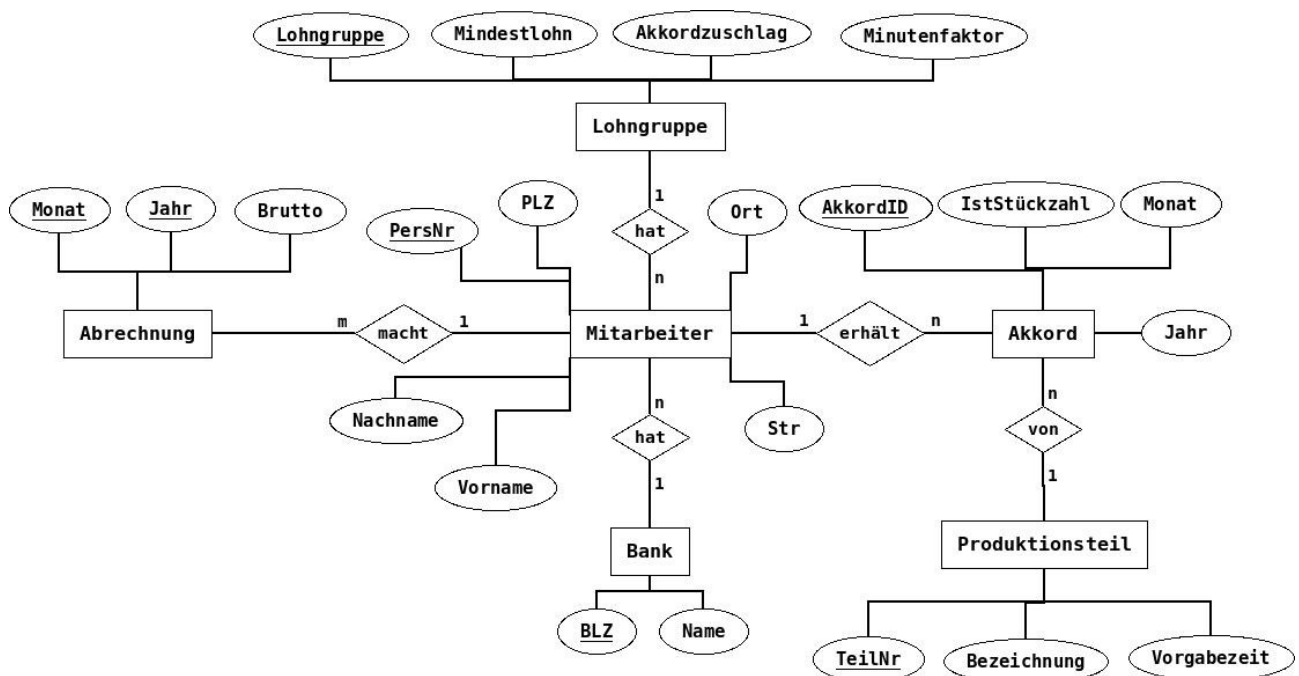 Lohngruppe
Mindestlohn
Akkordzuschlag
Minutenfaktor
Lohngruppe
1
hat
n
Monat
Jahr
Brutto
PersNr
PLZ
Ort
AkkordID
IstStückzahl
Monat
Abrechnung
m
macht
1
Mitarbeiter
1
erhält
n
Akkord
Jahr
Nachname
Vorname
n
hat
1
Str
n
von
1
Bank
BLZ
Name
Produktionsteil
TeilNr
Bezeichnung
Vorgabezeit